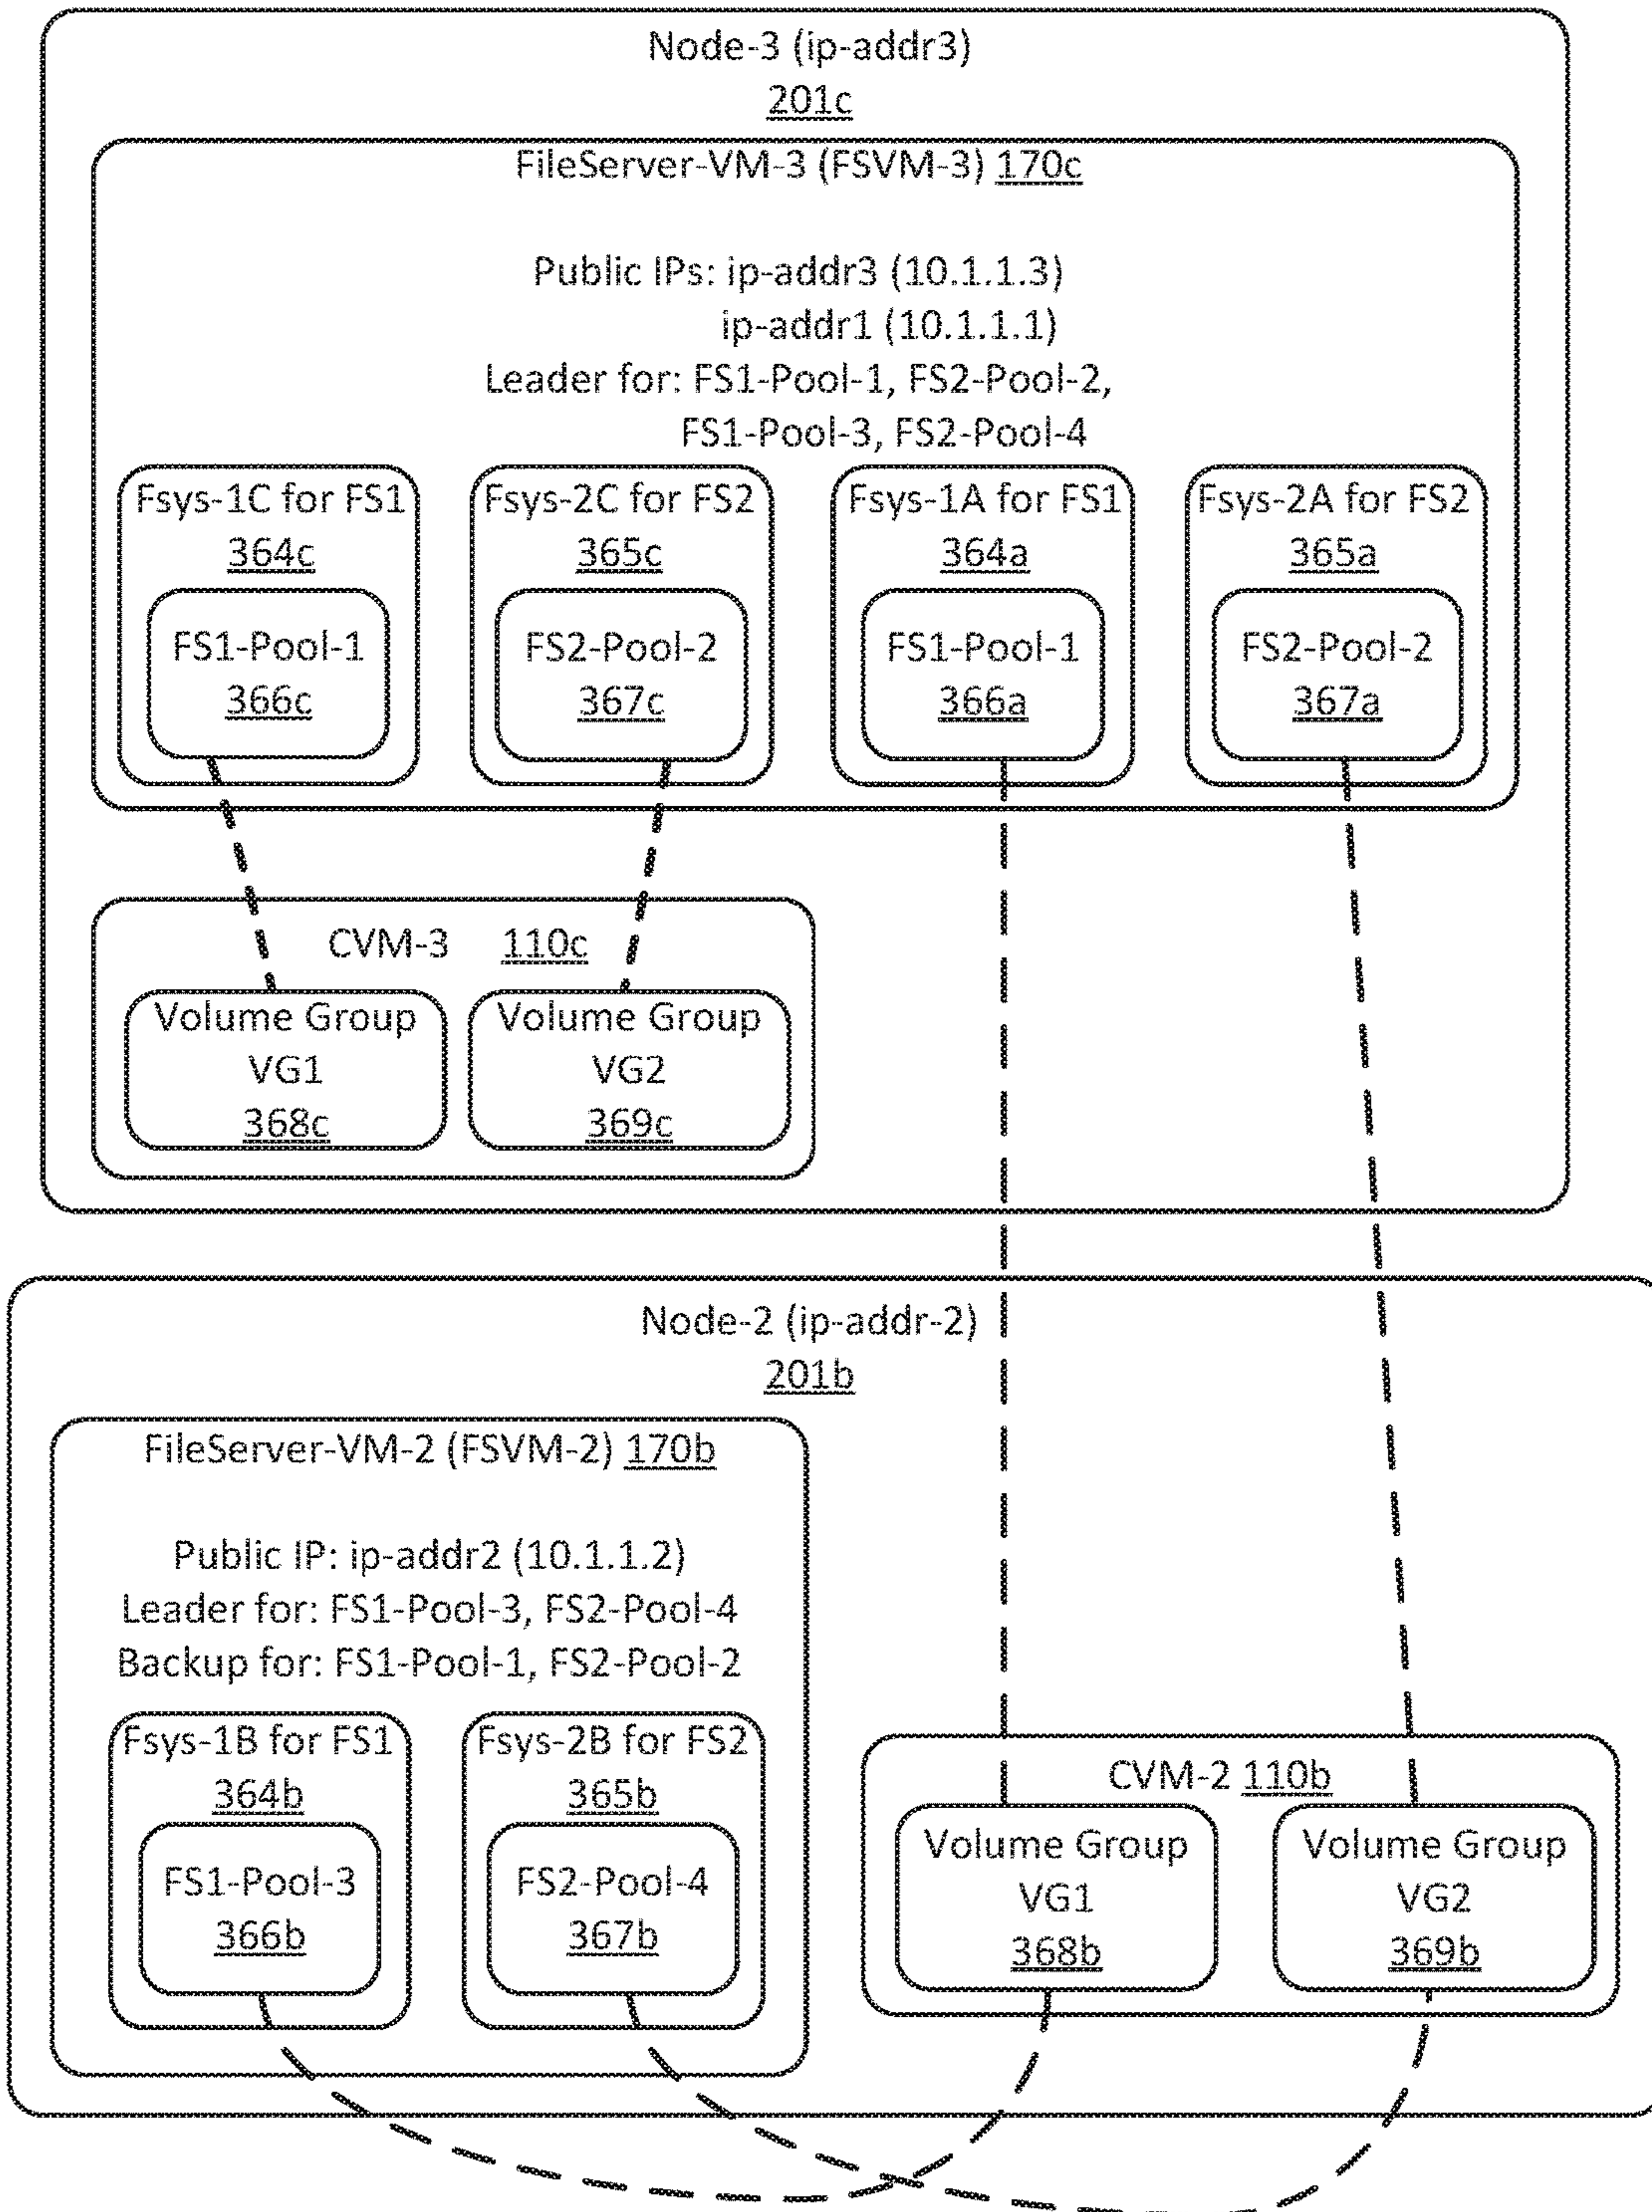 Node-3 (ip-addr3)
201c
FileServer-VM-3 (FSVM-3) 170c
Public IPs: ip-addr3 (10.1.1.3)
ip-addr1 (10.1.1.1)
Leader for: FS1-Pool-1, FS2-Pool-2,
FS1-Pool-3, FS2-Pool-4
Fsys-1C for FS1
364c
FS1-Pool-1
366c
Fsys-2C for FS2
365c
FS2-Pool-2
367c
Fsys-1A for FS1
364a
FS1-Pool-1
366a
Fsys-2A for FS2
365a
FS2-Pool-2
367a
CVM-3 110c
Volume Group
VG1
368c
Volume Group
VG2
369c
Node-2 (ip-addr-2)
201b
FileServer-VM-2 (FSVM-2) 170b
Public IP: ip-addr2 (10.1.1.2)
Leader for: FS1-Pool-3, FS2-Pool-4
Backup for: FS1-Pool-1, FS2-Pool-2
Fsys-1B for FS1
364b
FS1-Pool-3
366b
Fsys-2B for FS2
365b
FS2-Pool-4
367b
CVM-2 110b
Volume Group
VG1
368b
Volume Group
VG2
369b